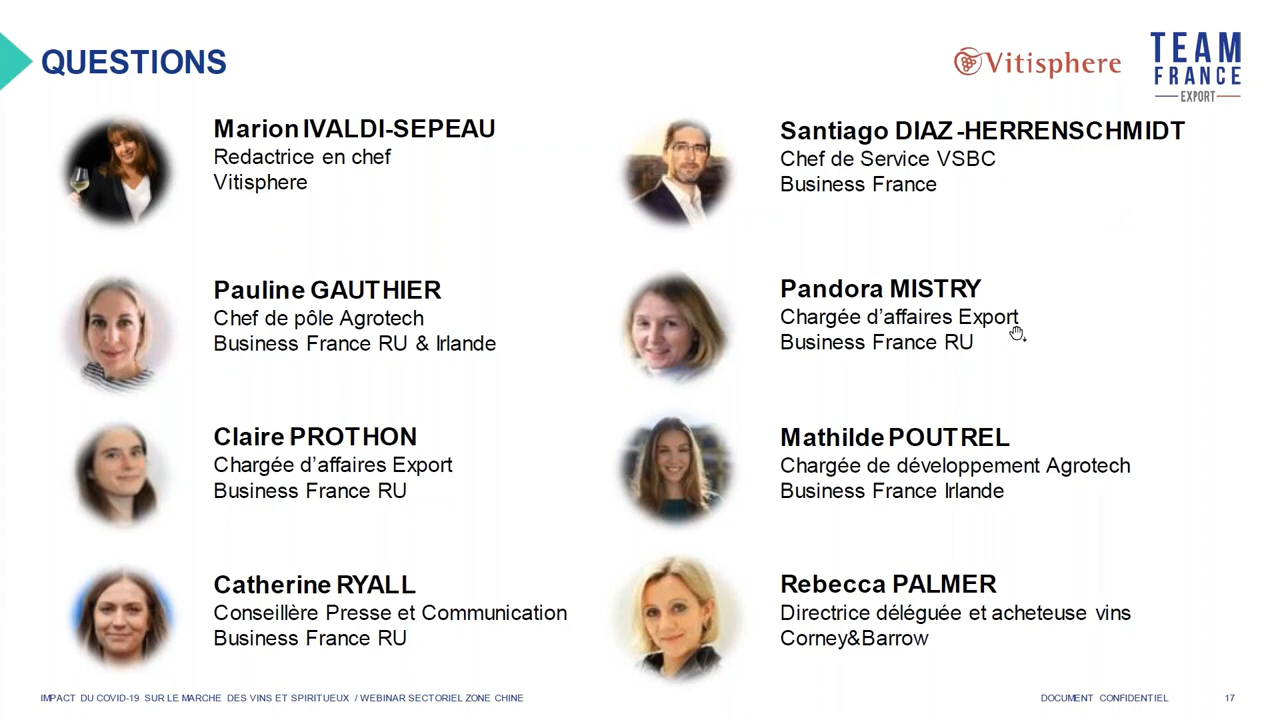 QUESTIONS
Vitisphere
TEAM
FRANCE
EXPORT
Marion IVALDI-SEPEAU
Redactrice en chef
Vitisphere
Santiago DIAZ-HERRENSCHMIDT
Chef de Service VSBC
Business France
Pauline GAUTHIER
Chef de pôle Agrotech
Business France RU & Irlande
Pandora MISTRY
Chargée d’affaires Export
Business France RU
Claire PROTHON
Chargée d’affaires Export
Business France RU
Mathilde POUTREL
Chargée de développement Agrotech
Business France Irlande
Catherine RYALL
Conseillère Presse et Communication
Business France RU
Rebecca PALMER
Directrice déléguée et acheteuse vins
Corney&Barrow
IMPACT DU COVID-19 SUR LE MARCHE DES VINS ET SPIRITUEUX / WEBINAR SECTORIEL ZONE CHINE
DOCUMENT CONFIDENTIEL
17